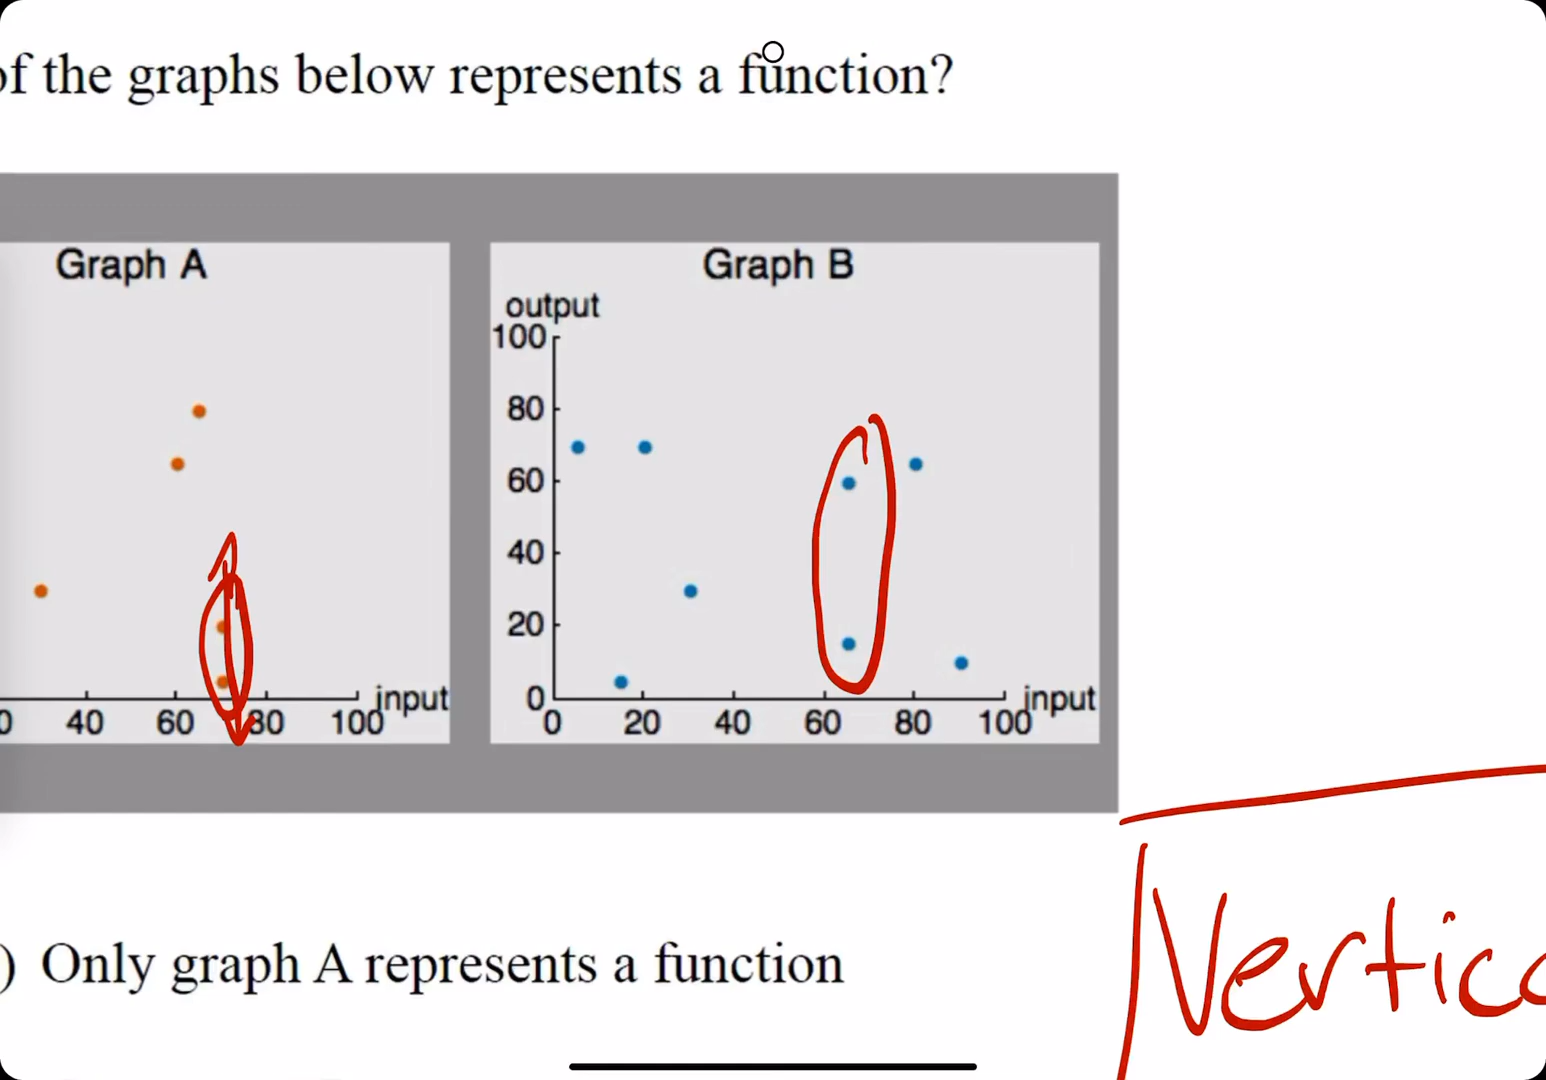 of the graphs below represents a function?
Graph A
40 60 80 100
input
Graph B
output
100
80
60
40
20
0
0 20 40 60 80 100
input
) Only graph A represents a function